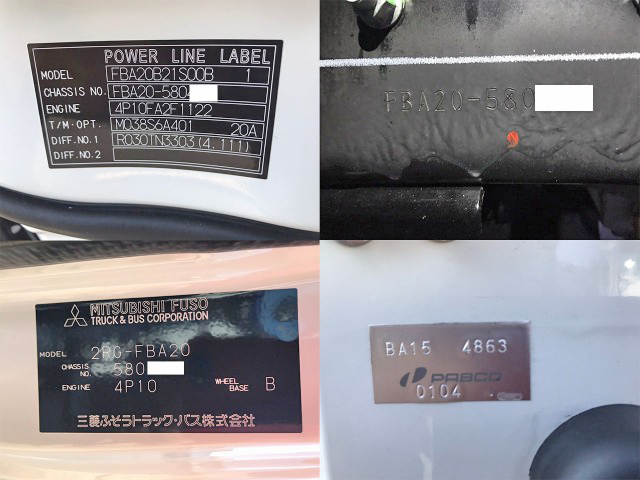 POWER LINE LABEL
MODEL FBA20B21S00B 1
CHASSIS NO. FBA20-580
ENGINE 4P10FA2F1122
T/M·OPT. M038S6A401 20A
DIFF.NO.1 R030TN3303(4.111)
DIFF.NO.2
FBA20-580
MITSUBISHI FUSO
TRUCK & BUS CORPORATION
MODEL 2RG-FBA20
CHASSIS NO. 580
ENGINE 4P10 WHEEL BASE B
三菱ふそうトラック・バス株式会社
BA15 4863
PABCO
0104